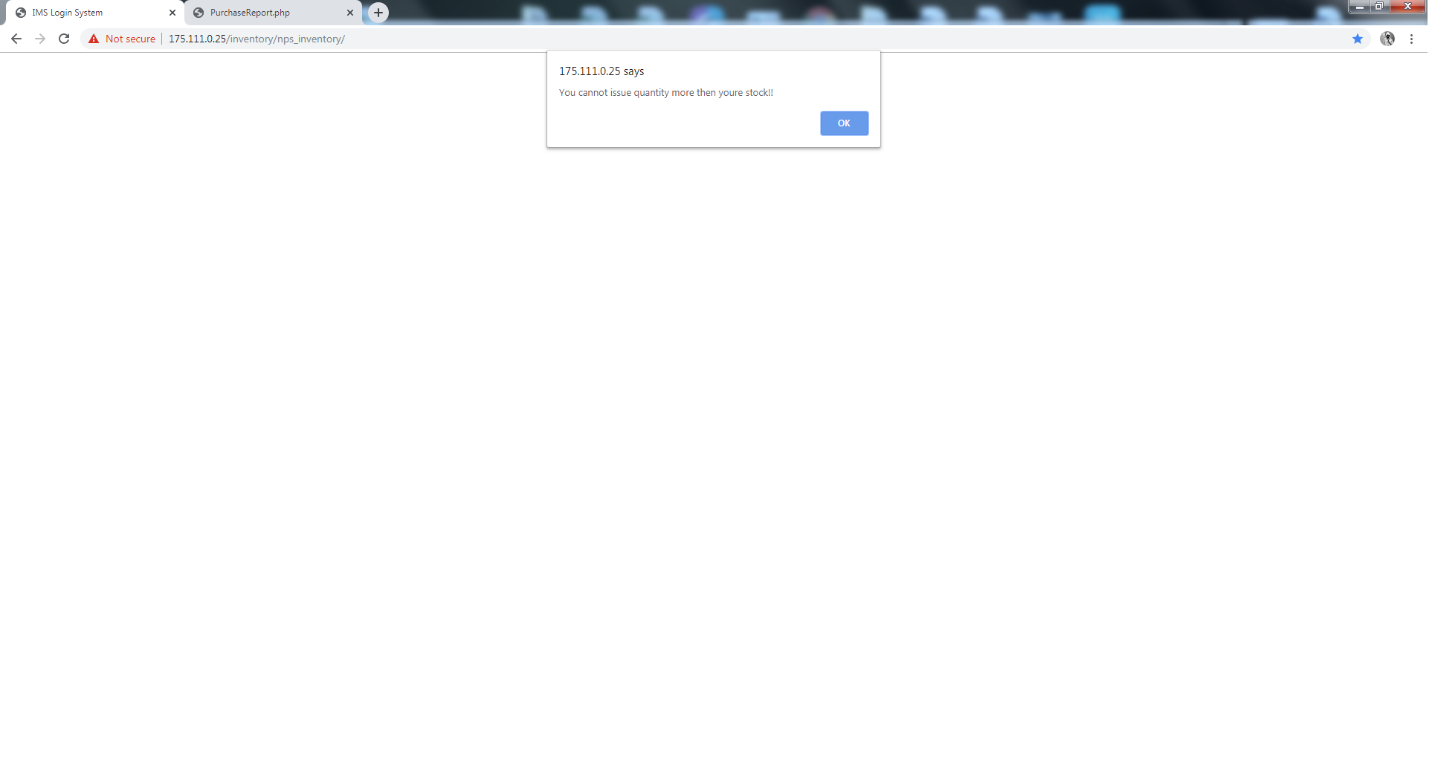 IMS Login System
PurchaseReport.php
Not secure
175.111.0.25/inventory/nps_inventory/
175.111.0.25 says
You cannot issue quantity more then youre stock!!
OK